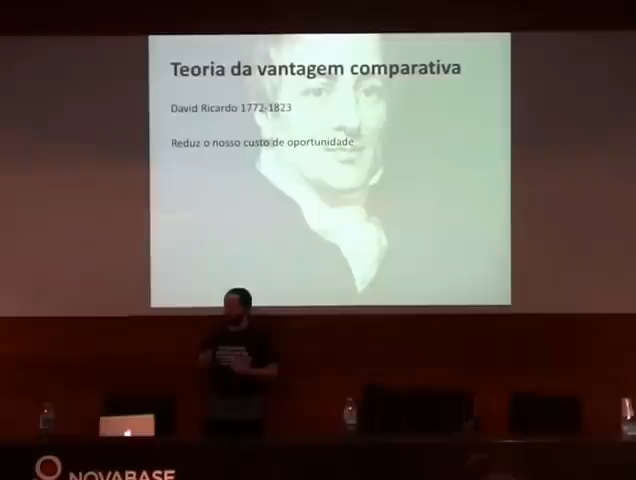 Teoria da vantagem comparativa
David Ricardo 1772-1823
Reduz o nosso custo de oportunidade
NOVABASE